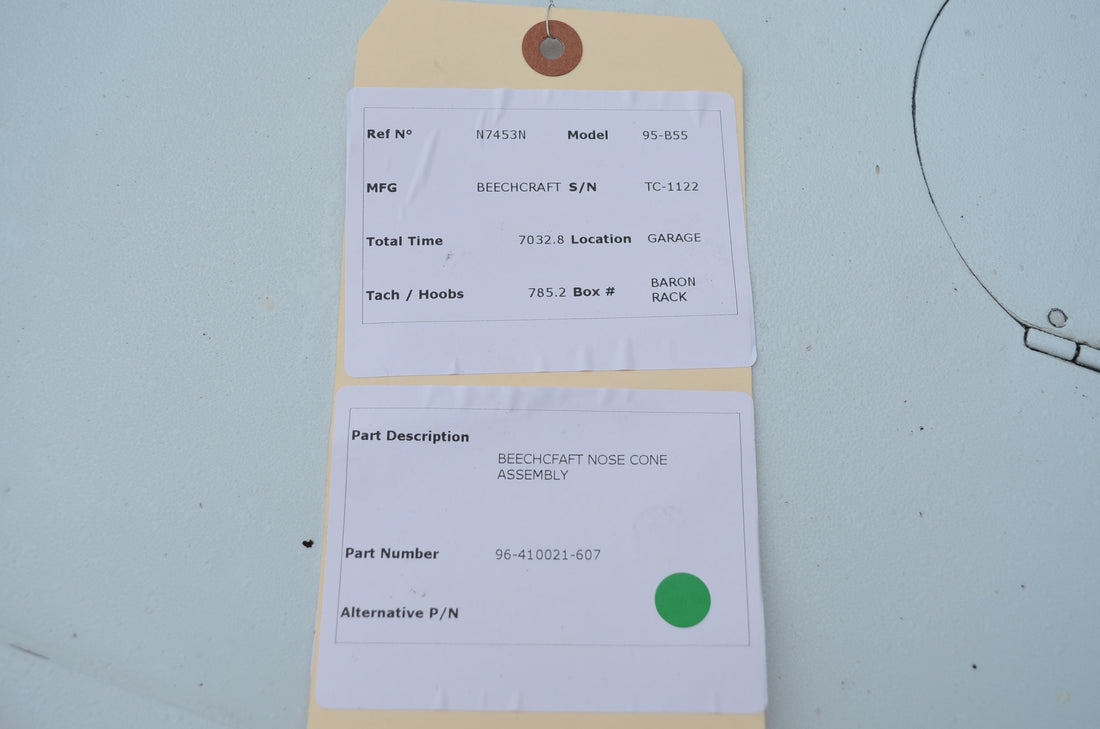 Ref Nº N7453N Model 95-B55
MFG BEECHCRAFT S/N TC-1122
Total Time 7032.8 Location GARAGE
Tach / Hoobs 785.2 Box # BARON
RACK
Part Description
BEECHCFAFT NOSE CONE
ASSEMBLY
Part Number 96-410021-607
Alternative P/N